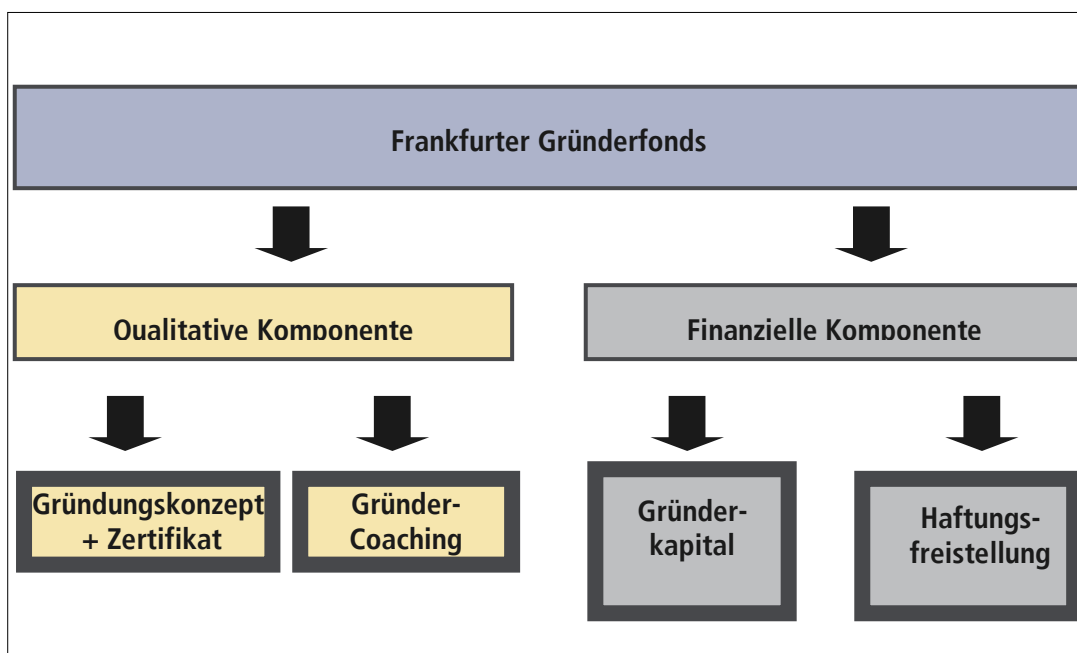 Frankfurter Gründerfonds
Qualitative Komponente
Finanzielle Komponente
Gründungskonzept
+ Zertifikat
Gründer-
Coaching
Gründer-
kapital
Haftungs-
freistellung